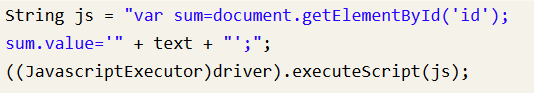 String js = "var sum=document.getElementById('id');
sum.value='" + text + "';";
((JavascriptExecutor)driver).executeScript(js);